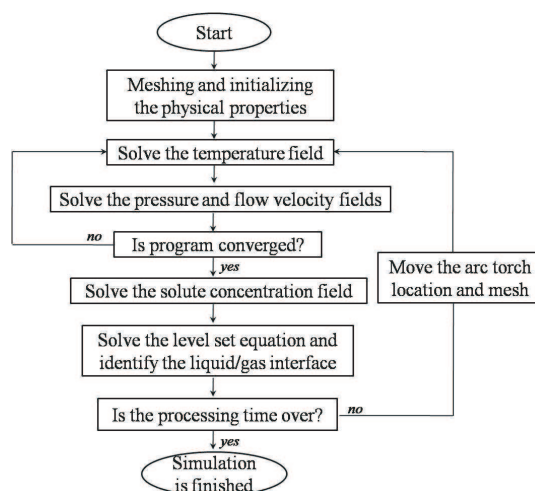 Start
Meshing and initializing
the physical properties
Solve the temperature field
Solve the pressure and flow velocity fields
no
Is program converged?
yes
Move the arc torch
location and mesh
Solve the solute concentration field
Solve the level set equation and
identify the liquid/gas interface
Is the processing time over?
no
yes
Simulation
is finished